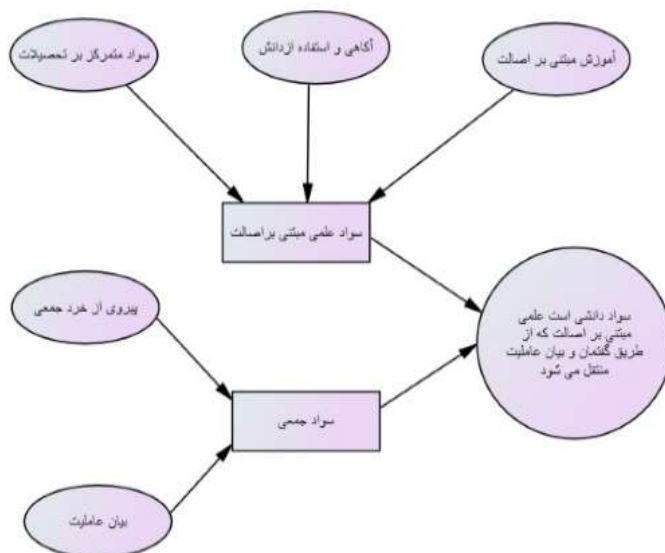 سواد متمرکز بر تحصیلات
آگاهی و استفاده ازدانش
آموزش مبتنی بر اصالت
سواد علمی مبتنی براصالت
پیروی از خرد جمعی
سواد دانشی است علمی
مبتنی بر اصالت که از
طریق گفتمان و بیان عاملیت
منتقل می شود
سواد جمعی
بیان عاملیت